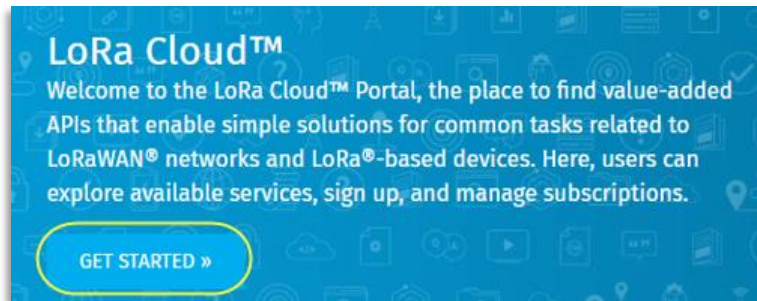 LoRa Cloud™
Welcome to the LoRa Cloud™ Portal, the place to find value-added
APIs that enable simple solutions for common tasks related to
LoRaWAN® networks and LoRa®-based devices. Here, users can
explore available services, sign up, and manage subscriptions.
GET STARTED »